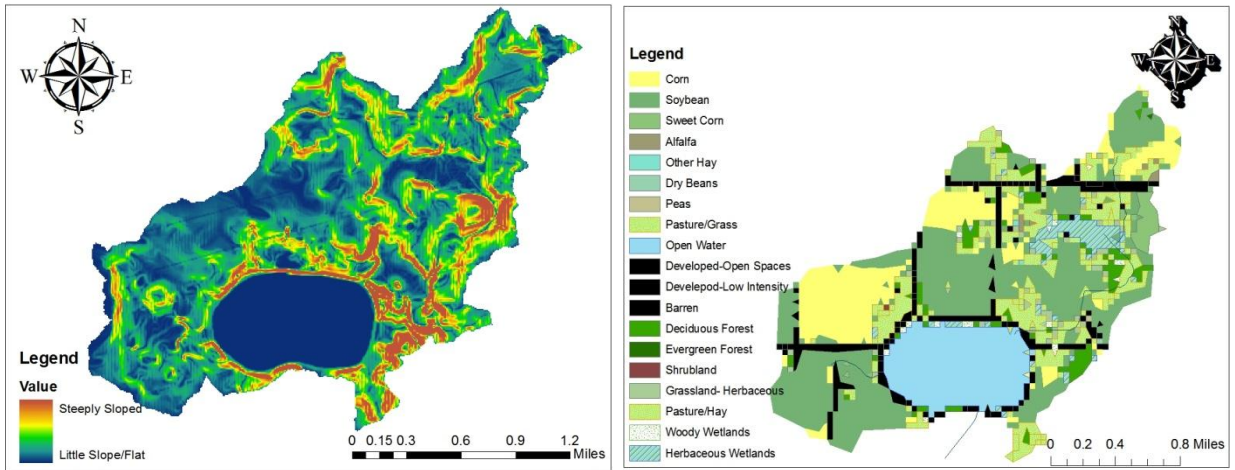 N
W E
S
Legend
Value
Steeply Sloped
Little Slope/Flat
0 0.15 0.3 0.6 0.9 1.2
Miles
Legend
Corn
Soybean
Sweet Corn
Alfalfa
Other Hay
Dry Beans
Peas
Pasture/Grass
Open Water
Developed-Open Spaces
Develepod-Low Intensity
Barren
Deciduous Forest
Evergreen Forest
Shrubland
Grassland- Herbaceous
Pasture/Hay
Woody Wetlands
Herbaceous Wetlands
0 0.2 0.4 0.8 Miles